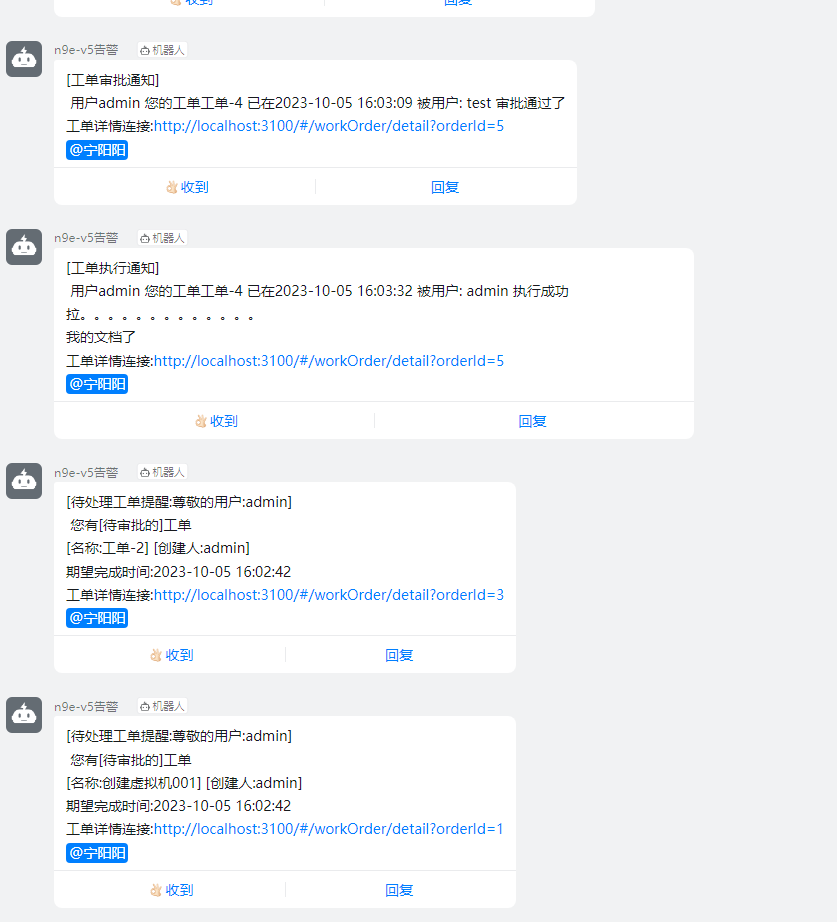 收到 回复
n9e-v5告警 机器人
[工单审批通知]
用户admin 您的工单工单-4 已在2023-10-05 16:03:09 被用户: test 审批通过了
工单详情连接:http://localhost:3100/#/workOrder/detail?orderId=5
@宁阳阳
收到 回复
n9e-v5告警 机器人
[工单执行通知]
用户admin 您的工单工单-4 已在2023-10-05 16:03:32 被用户: admin 执行成功
拉。。。。。。。。。。。。。
我的文档了
工单详情连接:http://localhost:3100/#/workOrder/detail?orderId=5
@宁阳阳
收到 回复
n9e-v5告警 机器人
[待处理工单提醒:尊敬的用户:admin]
您有[待审批的]工单
[名称:工单-2] [创建人:admin]
期望完成时间:2023-10-05 16:02:42
工单详情连接:http://localhost:3100/#/workOrder/detail?orderId=3
@宁阳阳
收到 回复
n9e-v5告警 机器人
[待处理工单提醒:尊敬的用户:admin]
您有[待审批的]工单
[名称:创建虚拟机001] [创建人:admin]
期望完成时间:2023-10-05 16:02:42
工单详情连接:http://localhost:3100/#/workOrder/detail?orderId=1
@宁阳阳
收到 回复